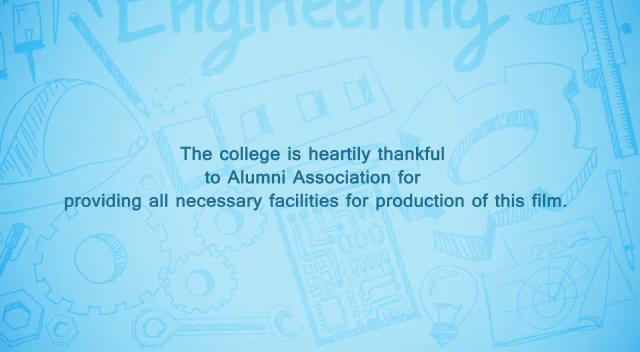 Engineering
The college is heartily thankful
to Alumni Association for
providing all necessary facilities for production of this film.